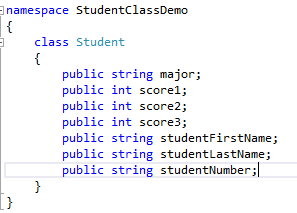 namespace StudentClassDemo
{
class Student
{
public string major;
public int score1;
public int score2;
public int score3;
public string studentFirstName;
public string studentLastName;
public string studentNumber;
}
}